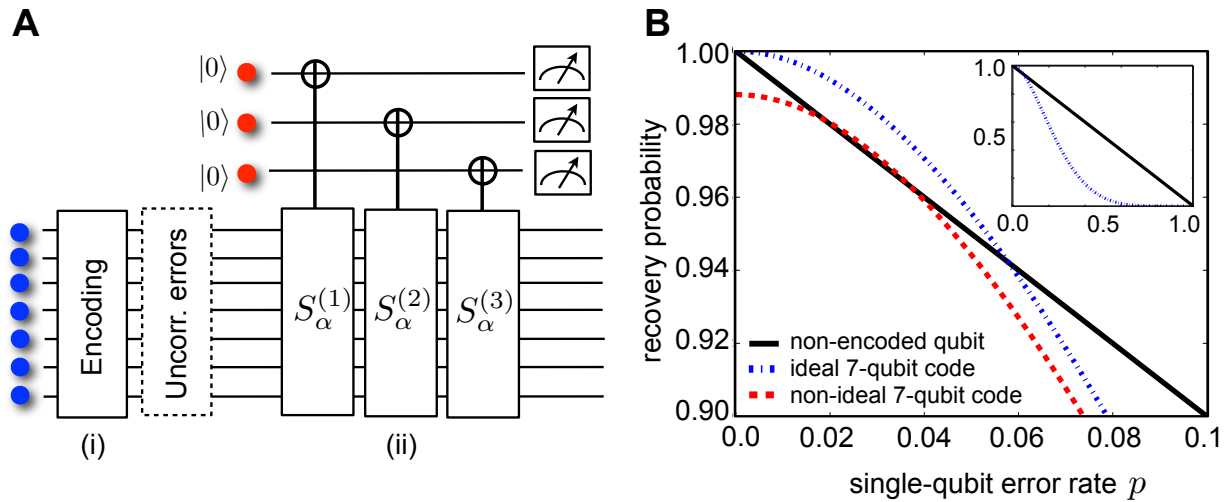 A
|0⟩
|0⟩
|0⟩
Encoding
Uncorr. errors
S_α^(1)
S_α^(2)
S_α^(3)
(i)
(ii)
B
recovery probability
1.00
0.98
0.96
0.94
0.92
0.90
1.0
0.5
0.0
0.5
1.0
non-encoded qubit
ideal 7-qubit code
non-ideal 7-qubit code
0.0
0.02
0.04
0.06
0.08
0.1
single-qubit error rate p